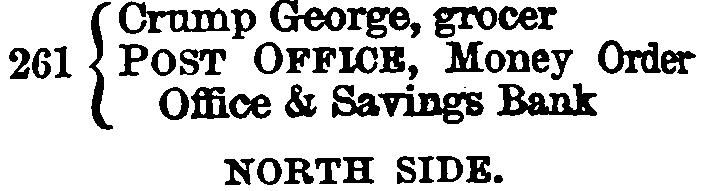 Crump George, grocer
261 { POST OFFICE, Money Order
Office & Savings Bank
NORTH SIDE.